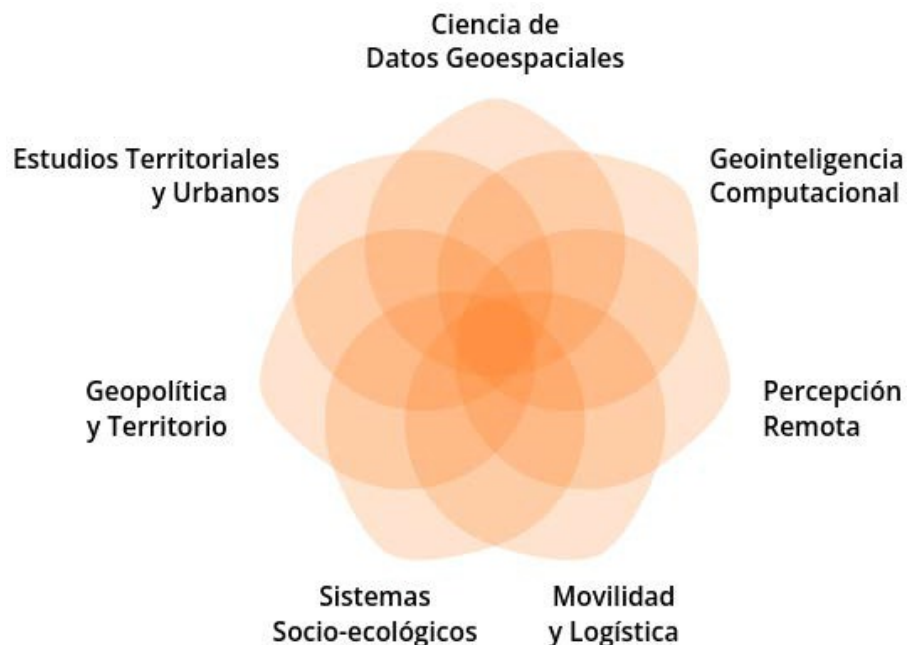 Ciencia de
Datos Geoespaciales
Estudios Territoriales
y Urbanos
Geointeligencia
Computacional
Geopolítica
y Territorio
Percepción
Remota
Sistemas
Socio-ecológicos
Movilidad
y Logística